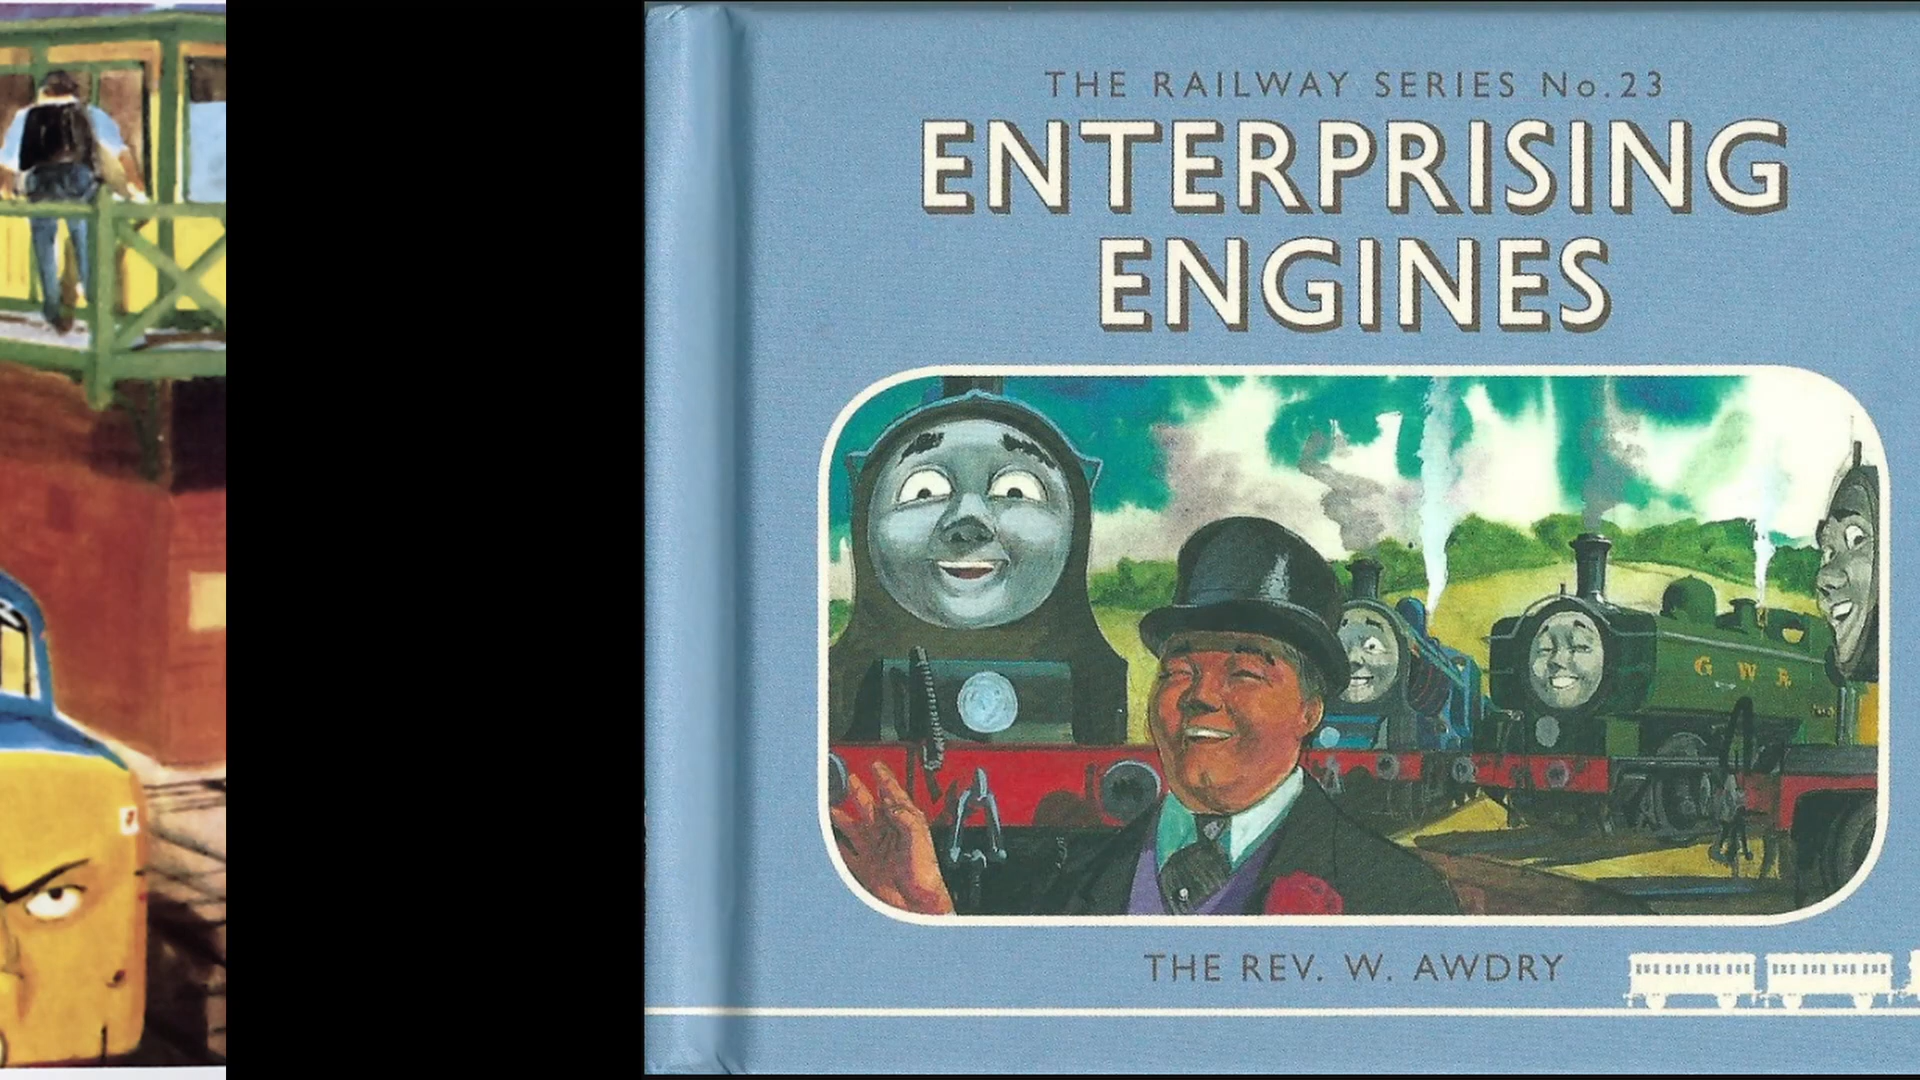 THE RAILWAY SERIES No.23
ENTERPRISING
ENGINES
G W R
THE REV. W. AWDRY